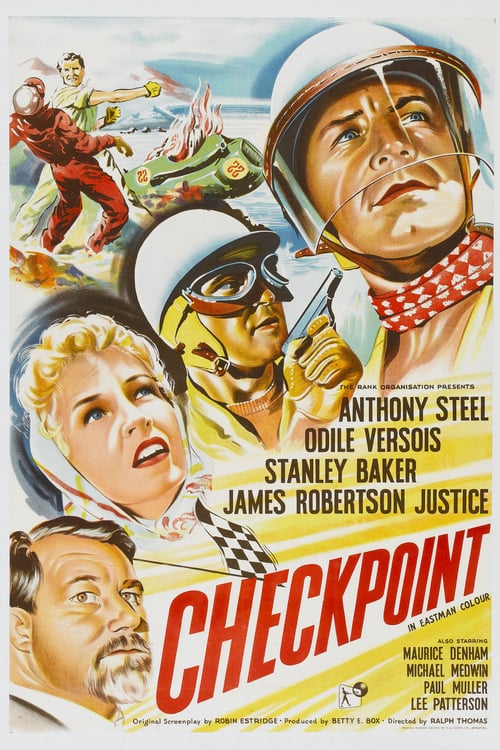 22
22
THE RANK ORGANISATION PRESENTS
ANTHONY STEEL
ODILE VERSOIS
STANLEY BAKER
JAMES ROBERTSON JUSTICE
CHECKPOINT
IN EASTMAN COLOUR
ALSO STARRING
MAURICE DENHAM
MICHAEL MEDWIN
PAUL MULLER
LEE PATTERSON
Original Screenplay by ROBIN ESTRIDGE • Produced by BETTY E. BOX • Directed by RALPH THOMAS